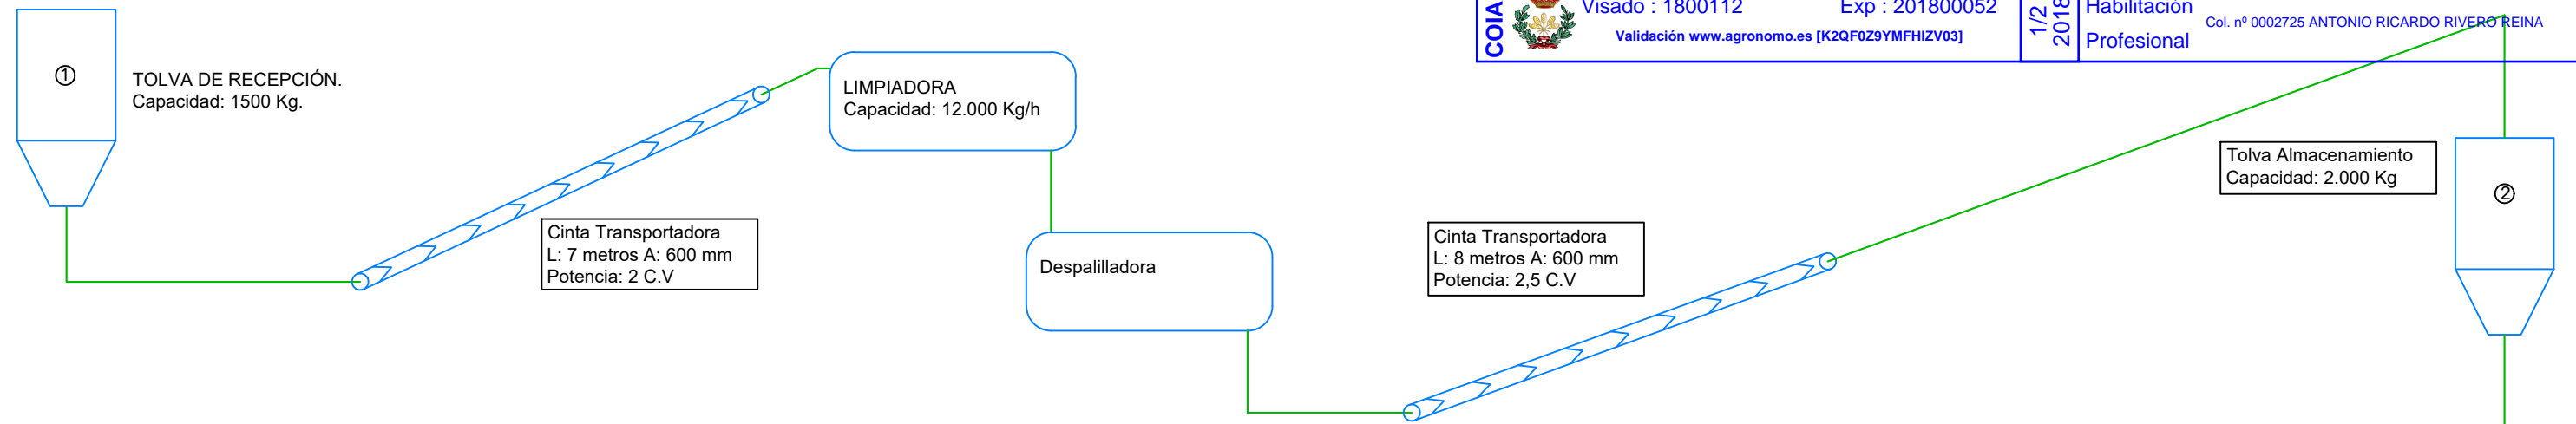 COIA
Visado : 1800112 Exp : 201800052
Validación www.agronomo.es [K2QF0Z9YMFHIZV03]
1/2
2018
Habilitación
Profesional
Col. nº 0002725 ANTONIO RICARDO RIVERO REINA
①
TOLVA DE RECEPCIÓN.
Capacidad: 1500 Kg.
LIMPIADORA
Capacidad: 12.000 Kg/h
Cinta Transportadora
L: 7 metros A: 600 mm
Potencia: 2 C.V
Despalilladora
Cinta Transportadora
L: 8 metros A: 600 mm
Potencia: 2,5 C.V
Tolva Almacenamiento
Capacidad: 2.000 Kg
②